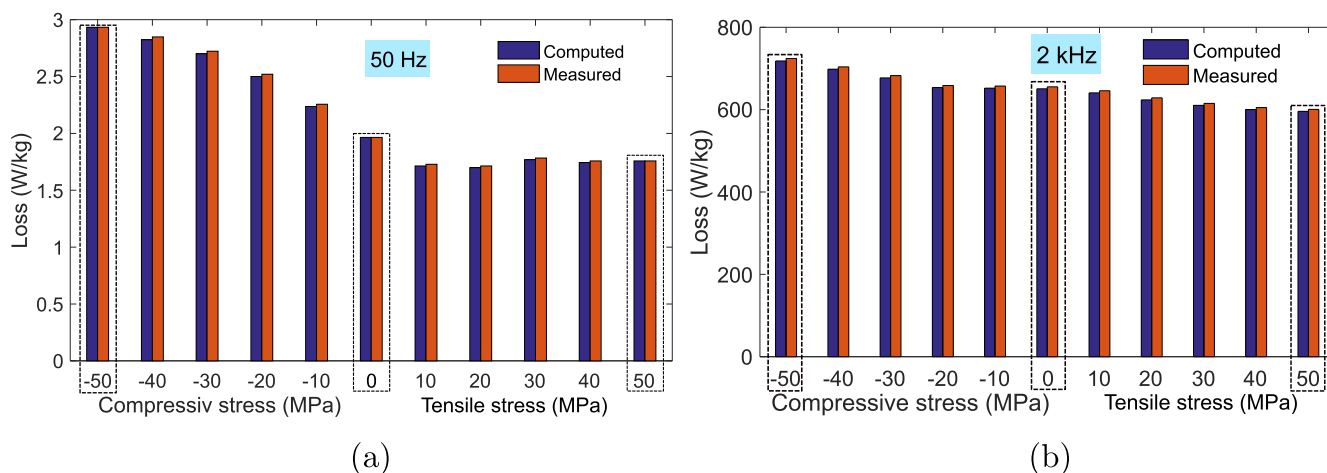 50 Hz
Computed
Measured
Loss (W/kg)
3
2.5
2
1.5
1
0.5
0
-50 -40 -30 -20 -10 0 10 20 30 40 50
Compressiv stress (MPa) Tensile stress (MPa)
(a)
2 kHz
Computed
Measured
Loss (W/kg)
800
600
400
200
0
-50 -40 -30 -20 -10 0 10 20 30 40 50
Compressive stress (MPa) Tensile stress (MPa)
(b)